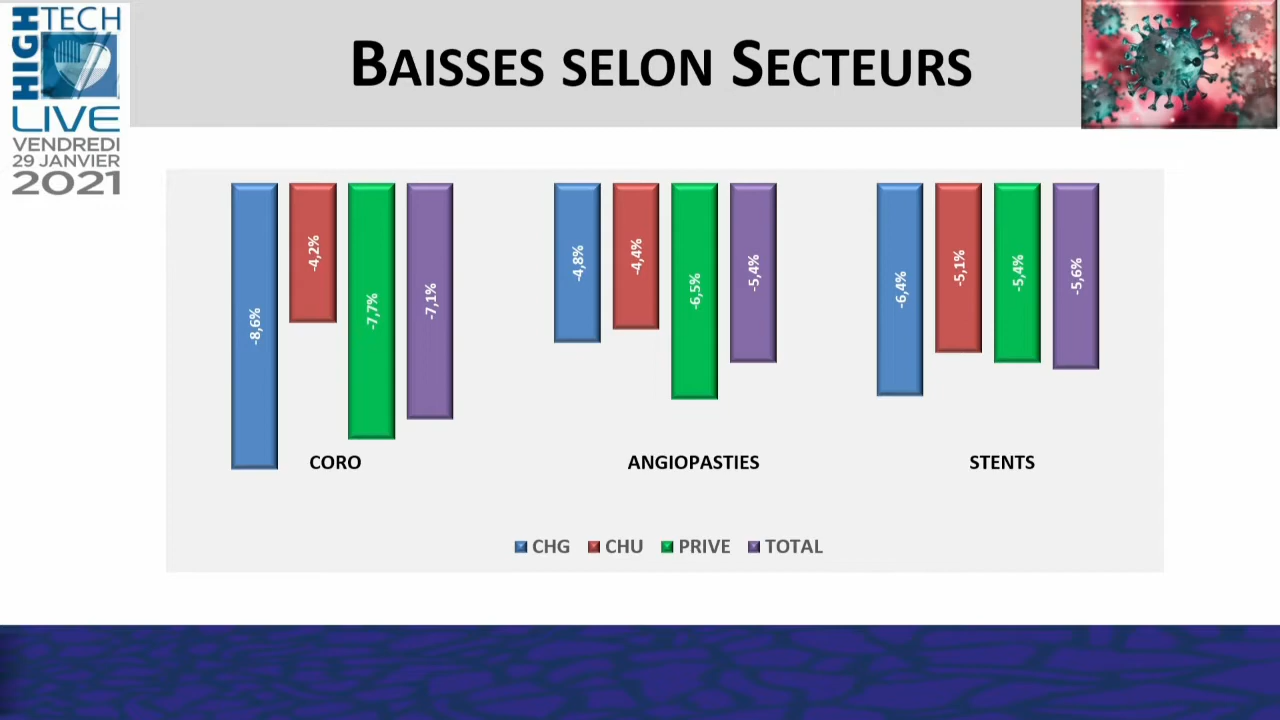 HIGH
TECH
LIVE
VENDREDI
29 JANVIER
2021
BAISSES SELON SECTEURS
-8,6%
-4,2%
-7,7%
-7,1%
-4,8%
-4,4%
-6,5%
-5,4%
-6,4%
-5,1%
-5,4%
-5,6%
CORO
ANGIOPASTIES
STENTS
CHG CHU PRIVE TOTAL